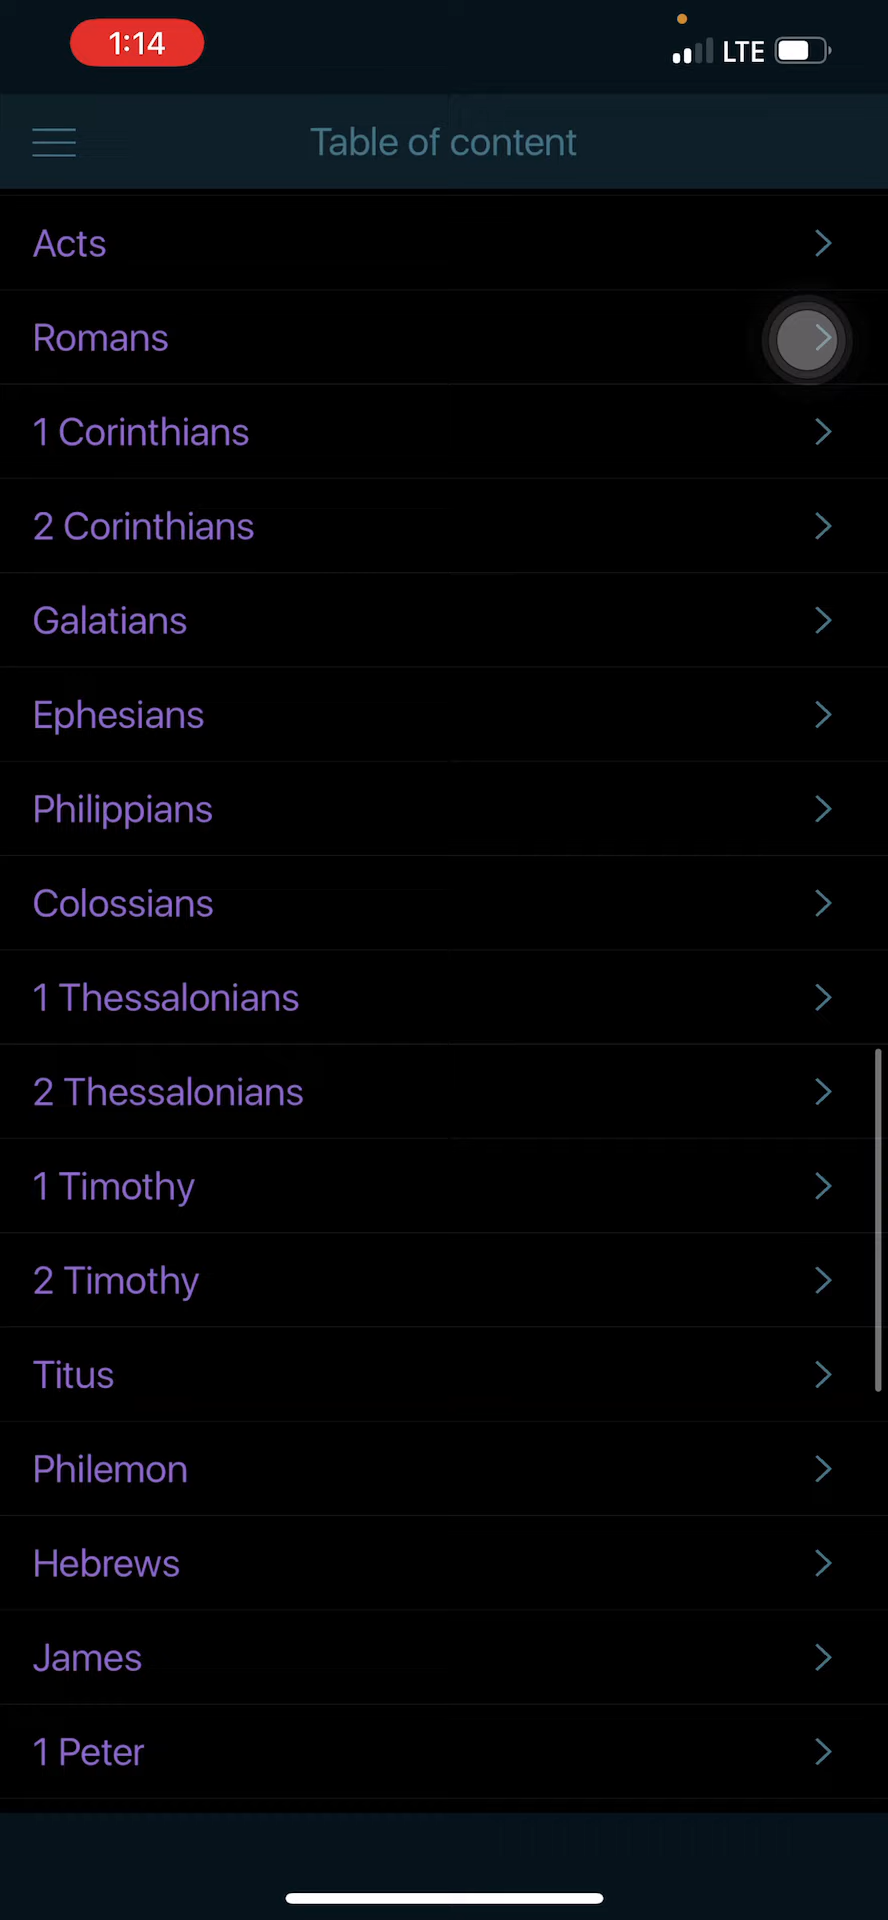 1:14
LTE
Table of content
Acts
Romans
1 Corinthians
2 Corinthians
Galatians
Ephesians
Philippians
Colossians
1 Thessalonians
2 Thessalonians
1 Timothy
2 Timothy
Titus
Philemon
Hebrews
James
1 Peter